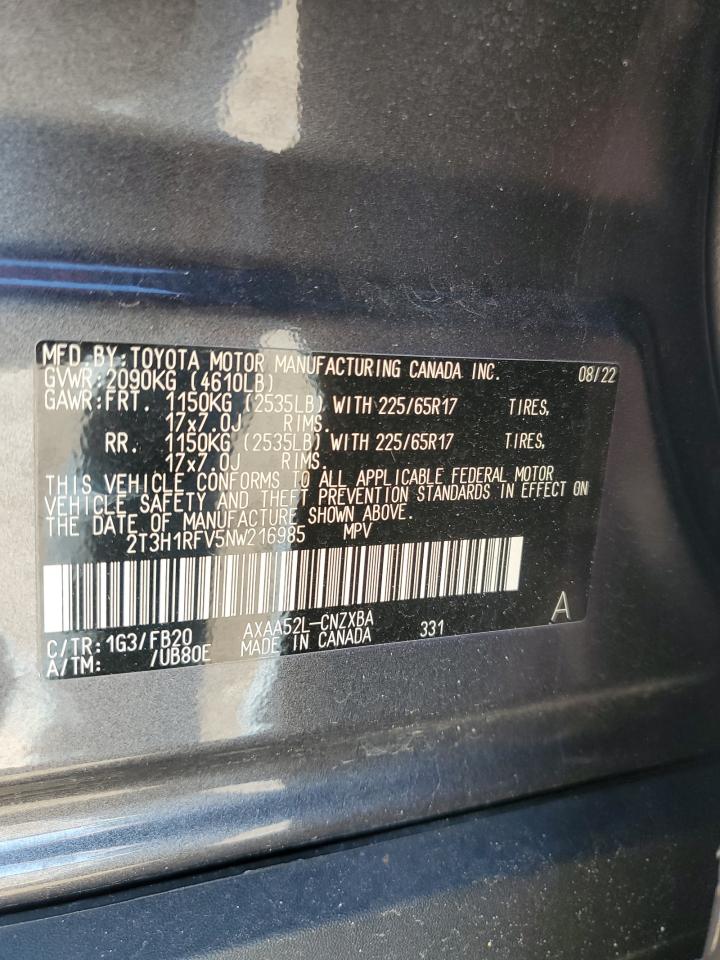 MFD BY:TOYOTA MOTOR MANUFACTURING CANADA INC. 08/22
GVWR:2090KG (4610LB)
GAWR:FRT. 1150KG (2535LB) WITH 225/65R17 TIRES,
17x7.0J RIMS.
RR. 1150KG (2535LB) WITH 225/65R17 TIRES,
17x7.0J RIMS.
THIS VEHICLE CONFORMS TO ALL APPLICABLE FEDERAL MOTOR
VEHICLE SAFETY AND THEFT PREVENTION STANDARDS IN EFFECT ON
THE DATE OF MANUFACTURE SHOWN ABOVE.
2T3H1RFV5NW216985 MPV
C/TR:1G3/FB20 AXAA52L-CNZXBA 331 A
A/TM: /UB80E MADE IN CANADA